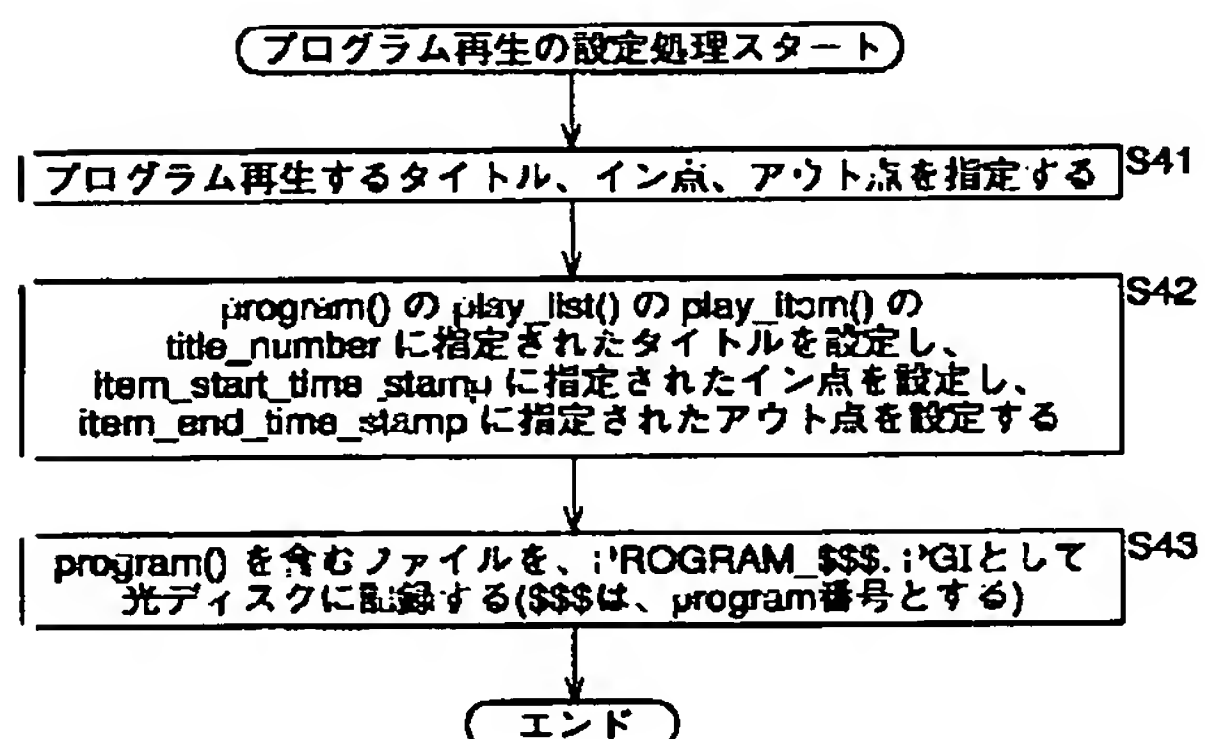 プログラム再生の設定処理スタート
プログラム再生するタイトル、イン点、アウト点を指定する
S41
program() の play_list() の play_item() の
title_number に指定されたタイトルを設定し、
item_start_time_stamp に指定されたイン点を設定し、
item_end_time_stamp に指定されたアウト点を設定する
S42
program() を含むファイルを、PROGRAM_$$$.PGIとして
光ディスクに記録する($$$は、program番号とする)
S43
エンド